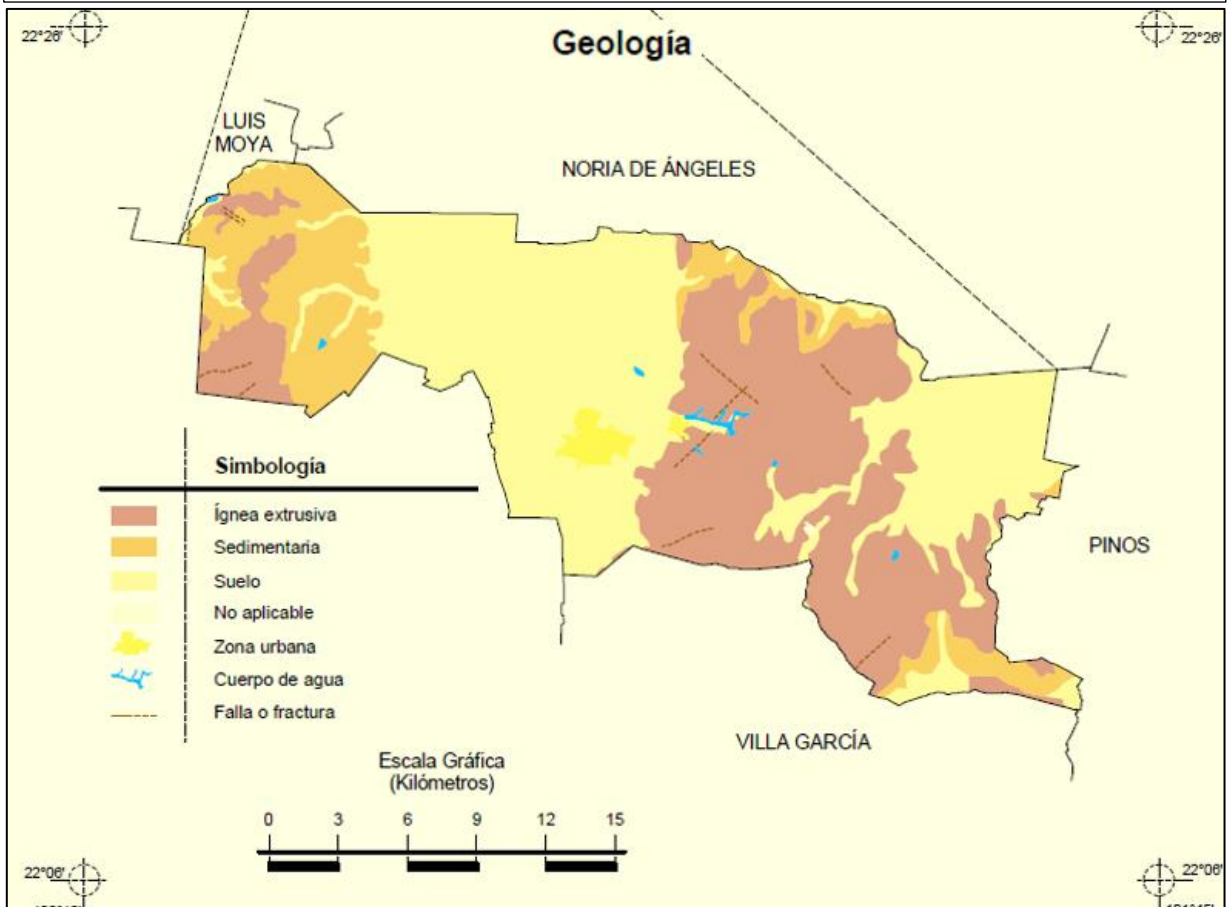 Geología
22°26'
22°26'
LUIS
MOYA
NORIA DE ÁNGELES
Simbología
Ígnea extrusiva
Sedimentaria
Suelo
No aplicable
Zona urbana
Cuerpo de agua
Falla o fractura
PINOS
VILLA GARCÍA
Escala Gráfica
(Kilómetros)
0 3 6 9 12 15
22°06'
22°06'